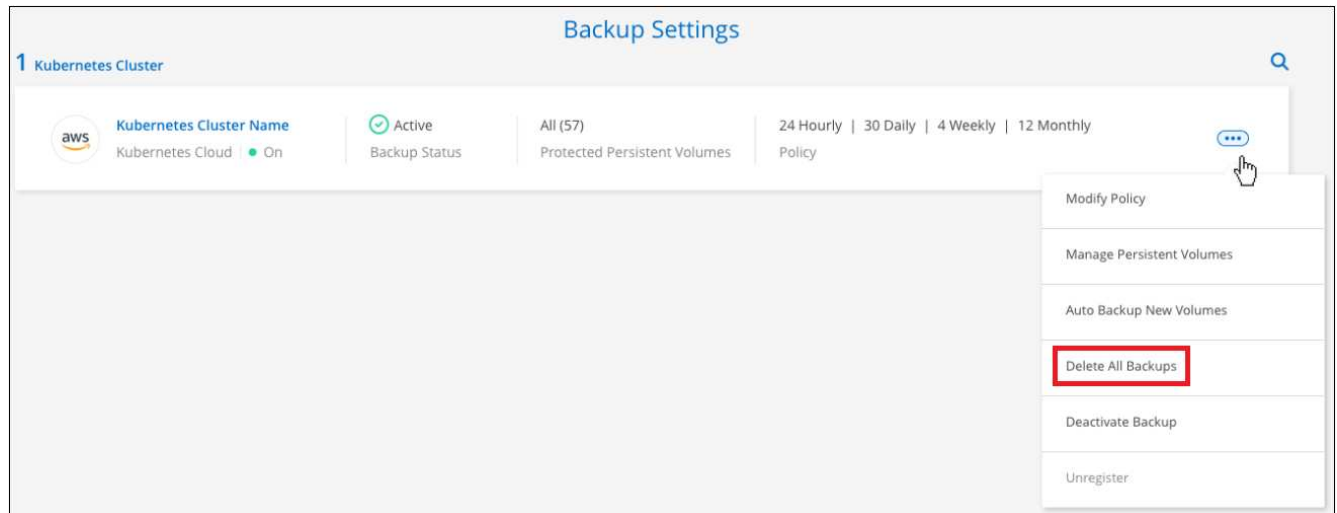 Backup Settings
1 Kubernetes Cluster
aws
Kubernetes Cluster Name
Kubernetes Cloud
On
Active
Backup Status
All (57)
Protected Persistent Volumes
24 Hourly | 30 Daily | 4 Weekly | 12 Monthly
Policy
Modify Policy
Manage Persistent Volumes
Auto Backup New Volumes
Delete All Backups
Deactivate Backup
Unregister